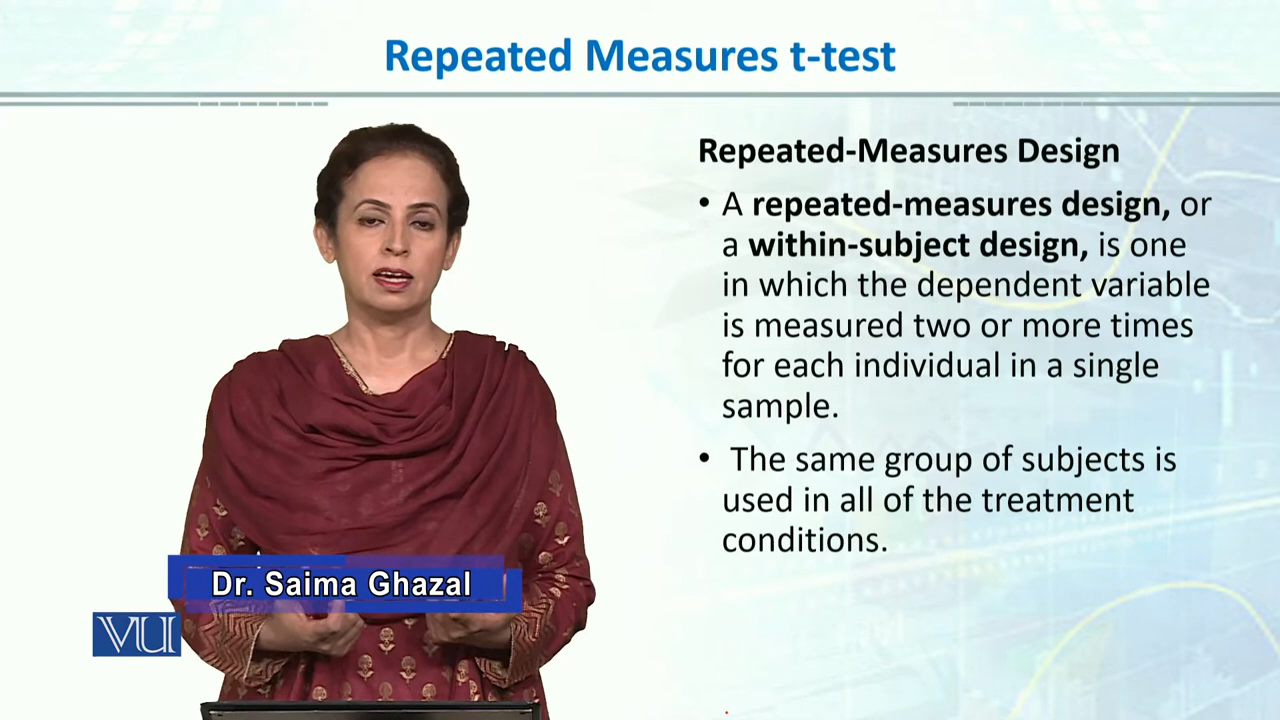 Repeated Measures t-test
Repeated-Measures Design
• A repeated-measures design, or
a within-subject design, is one
in which the dependent variable
is measured two or more times
for each individual in a single
sample.
• The same group of subjects is
used in all of the treatment
conditions.
Dr. Saima Ghazal
VU